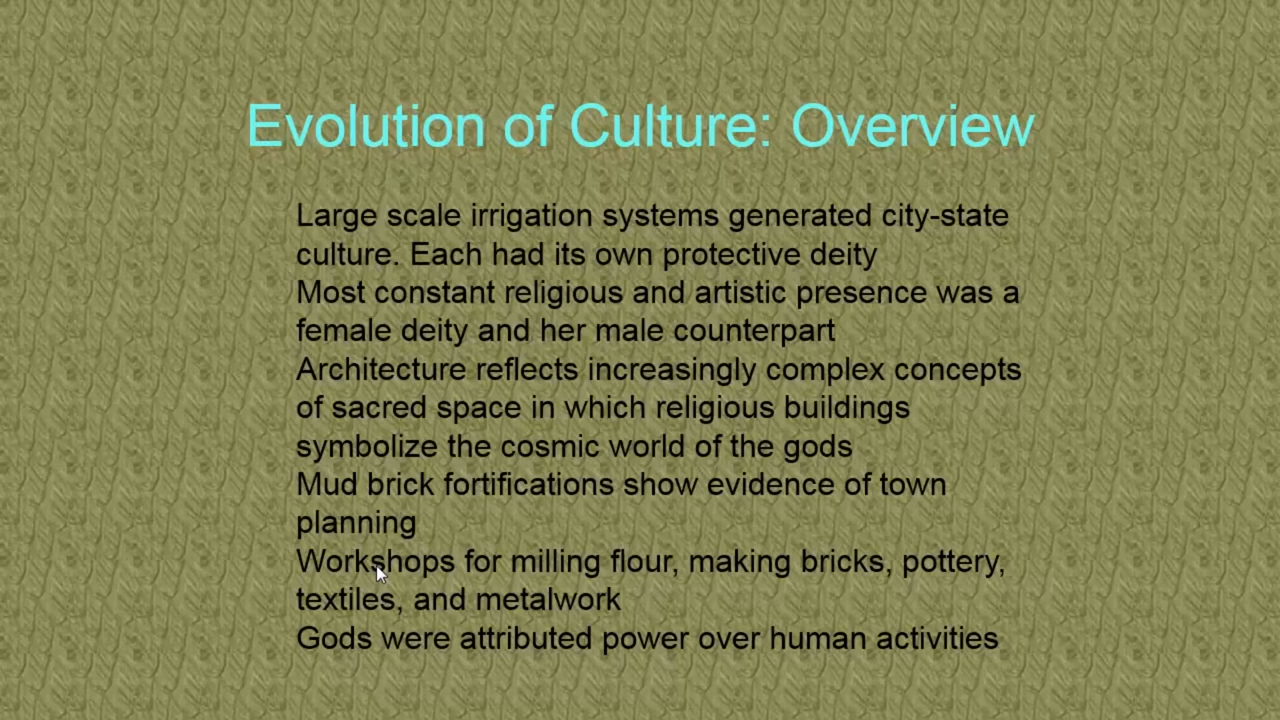 Evolution of Culture: Overview
Large scale irrigation systems generated city-state
culture. Each had its own protective deity
Most constant religious and artistic presence was a
female deity and her male counterpart
Architecture reflects increasingly complex concepts
of sacred space in which religious buildings
symbolize the cosmic world of the gods
Mud brick fortifications show evidence of town
planning
Workshops for milling flour, making bricks, pottery,
textiles, and metalwork
Gods were attributed power over human activities